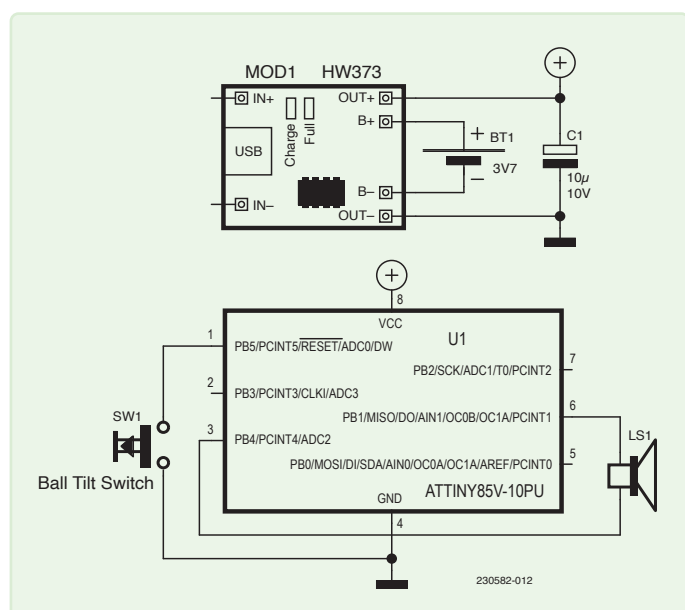 MOD1 HW373
IN+
OUT+
B+
Charge
Full
USB
+
BT1
3V7
–
C1
10µ
10V
IN–
B–
OUT–
+
+
8
VCC
U1
1
PB5/PCINT5/RESET/ADC0/DW
PB2/SCK/ADC1/T0/PCINT2
7
2
PB3/PCINT3/CLKI/ADC3
PB1/MISO/DO/AIN1/OC0B/OC1A/PCINT1
6
SW1
3
PB4/PCINT4/ADC2
LS1
PB0/MOSI/DI/SDA/AIN0/OC0A/OC1A/AREF/PCINT0
5
Ball Tilt Switch
GND
ATTINY85V-10PU
4
230582-012